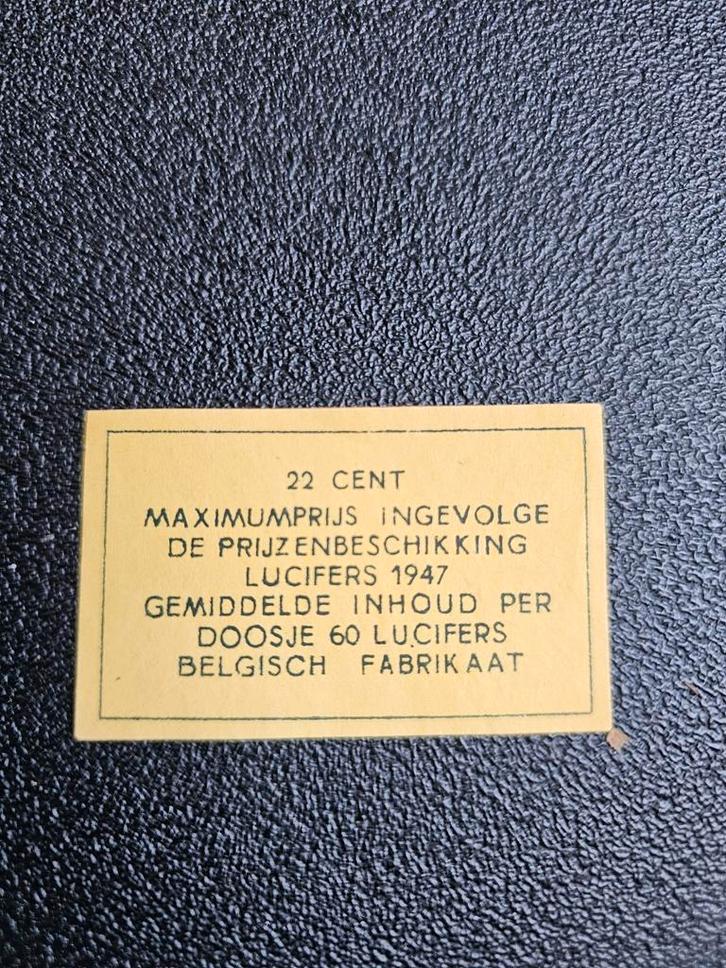 22 CENT
MAXIMUMPRIJS INGEVOLGE
DE PRIJZENBESCHIKKING
LUCIFERS 1947
GEMIDDELDE INHOUD PER
DOOSJE 60 LUCIFERS
BELGISCH FABRIKAAT